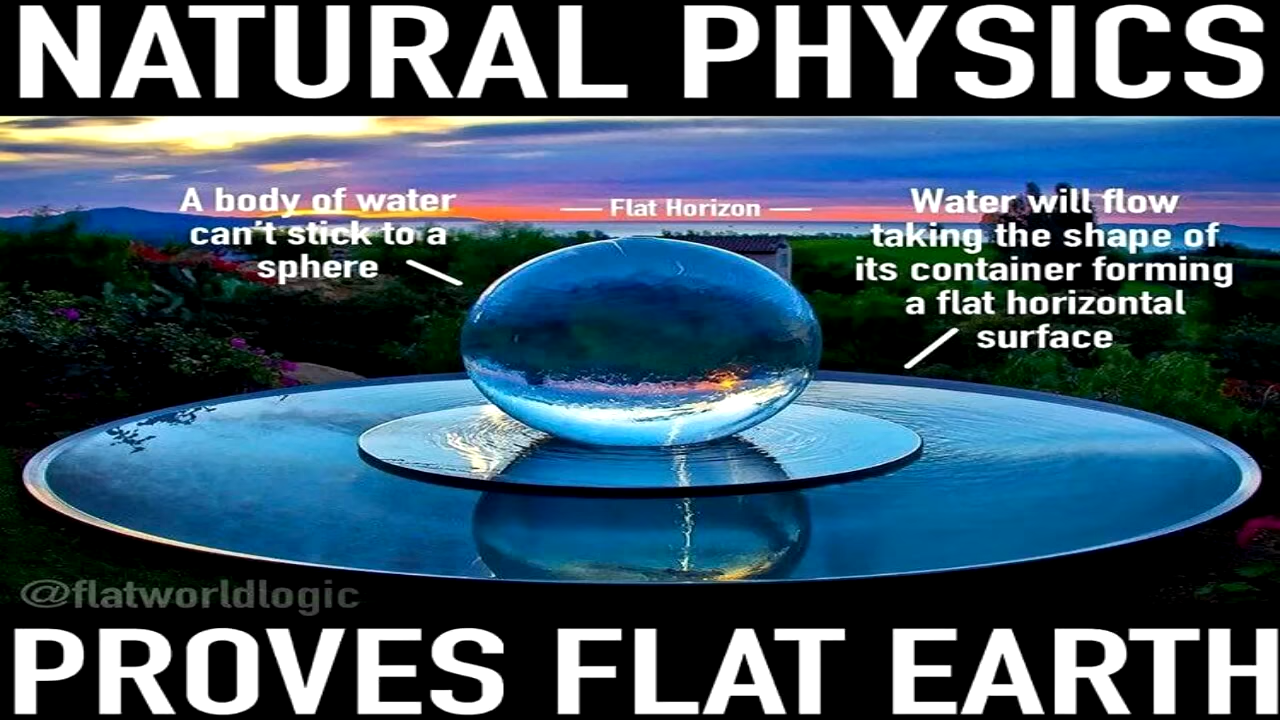 NATURAL PHYSICS
A body of water
can't stick to a
sphere
Flat Horizon
Water will flow
taking the shape of
its container forming
a flat horizontal
surface
@flatworldlogic
PROVES FLAT EARTH